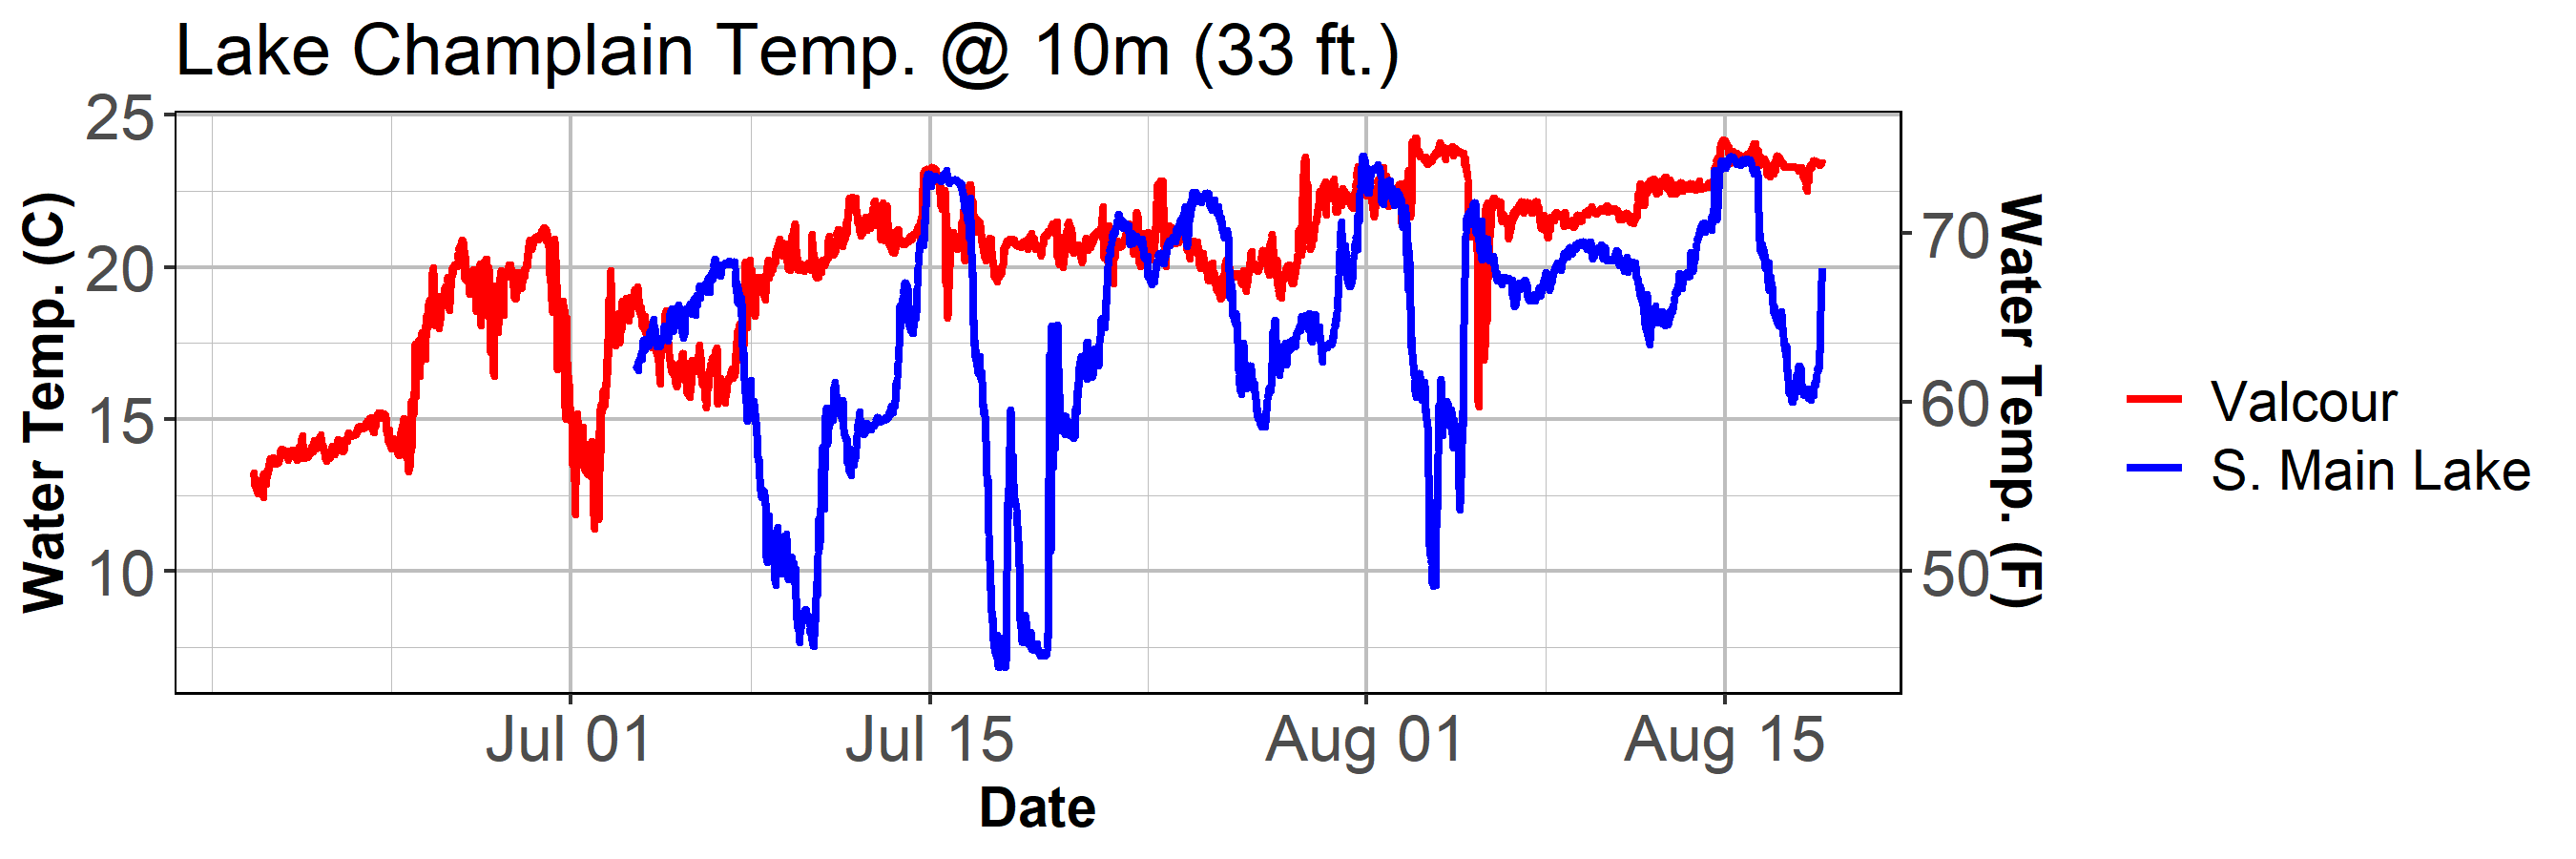 Lake Champlain Temp. @ 10m (33 ft.)
Water Temp. (C)
25
20
15
10
70
60
50
Water Temp. (F)
Jul 01
Jul 15
Aug 01
Aug 15
Date
Valcour
S. Main Lake